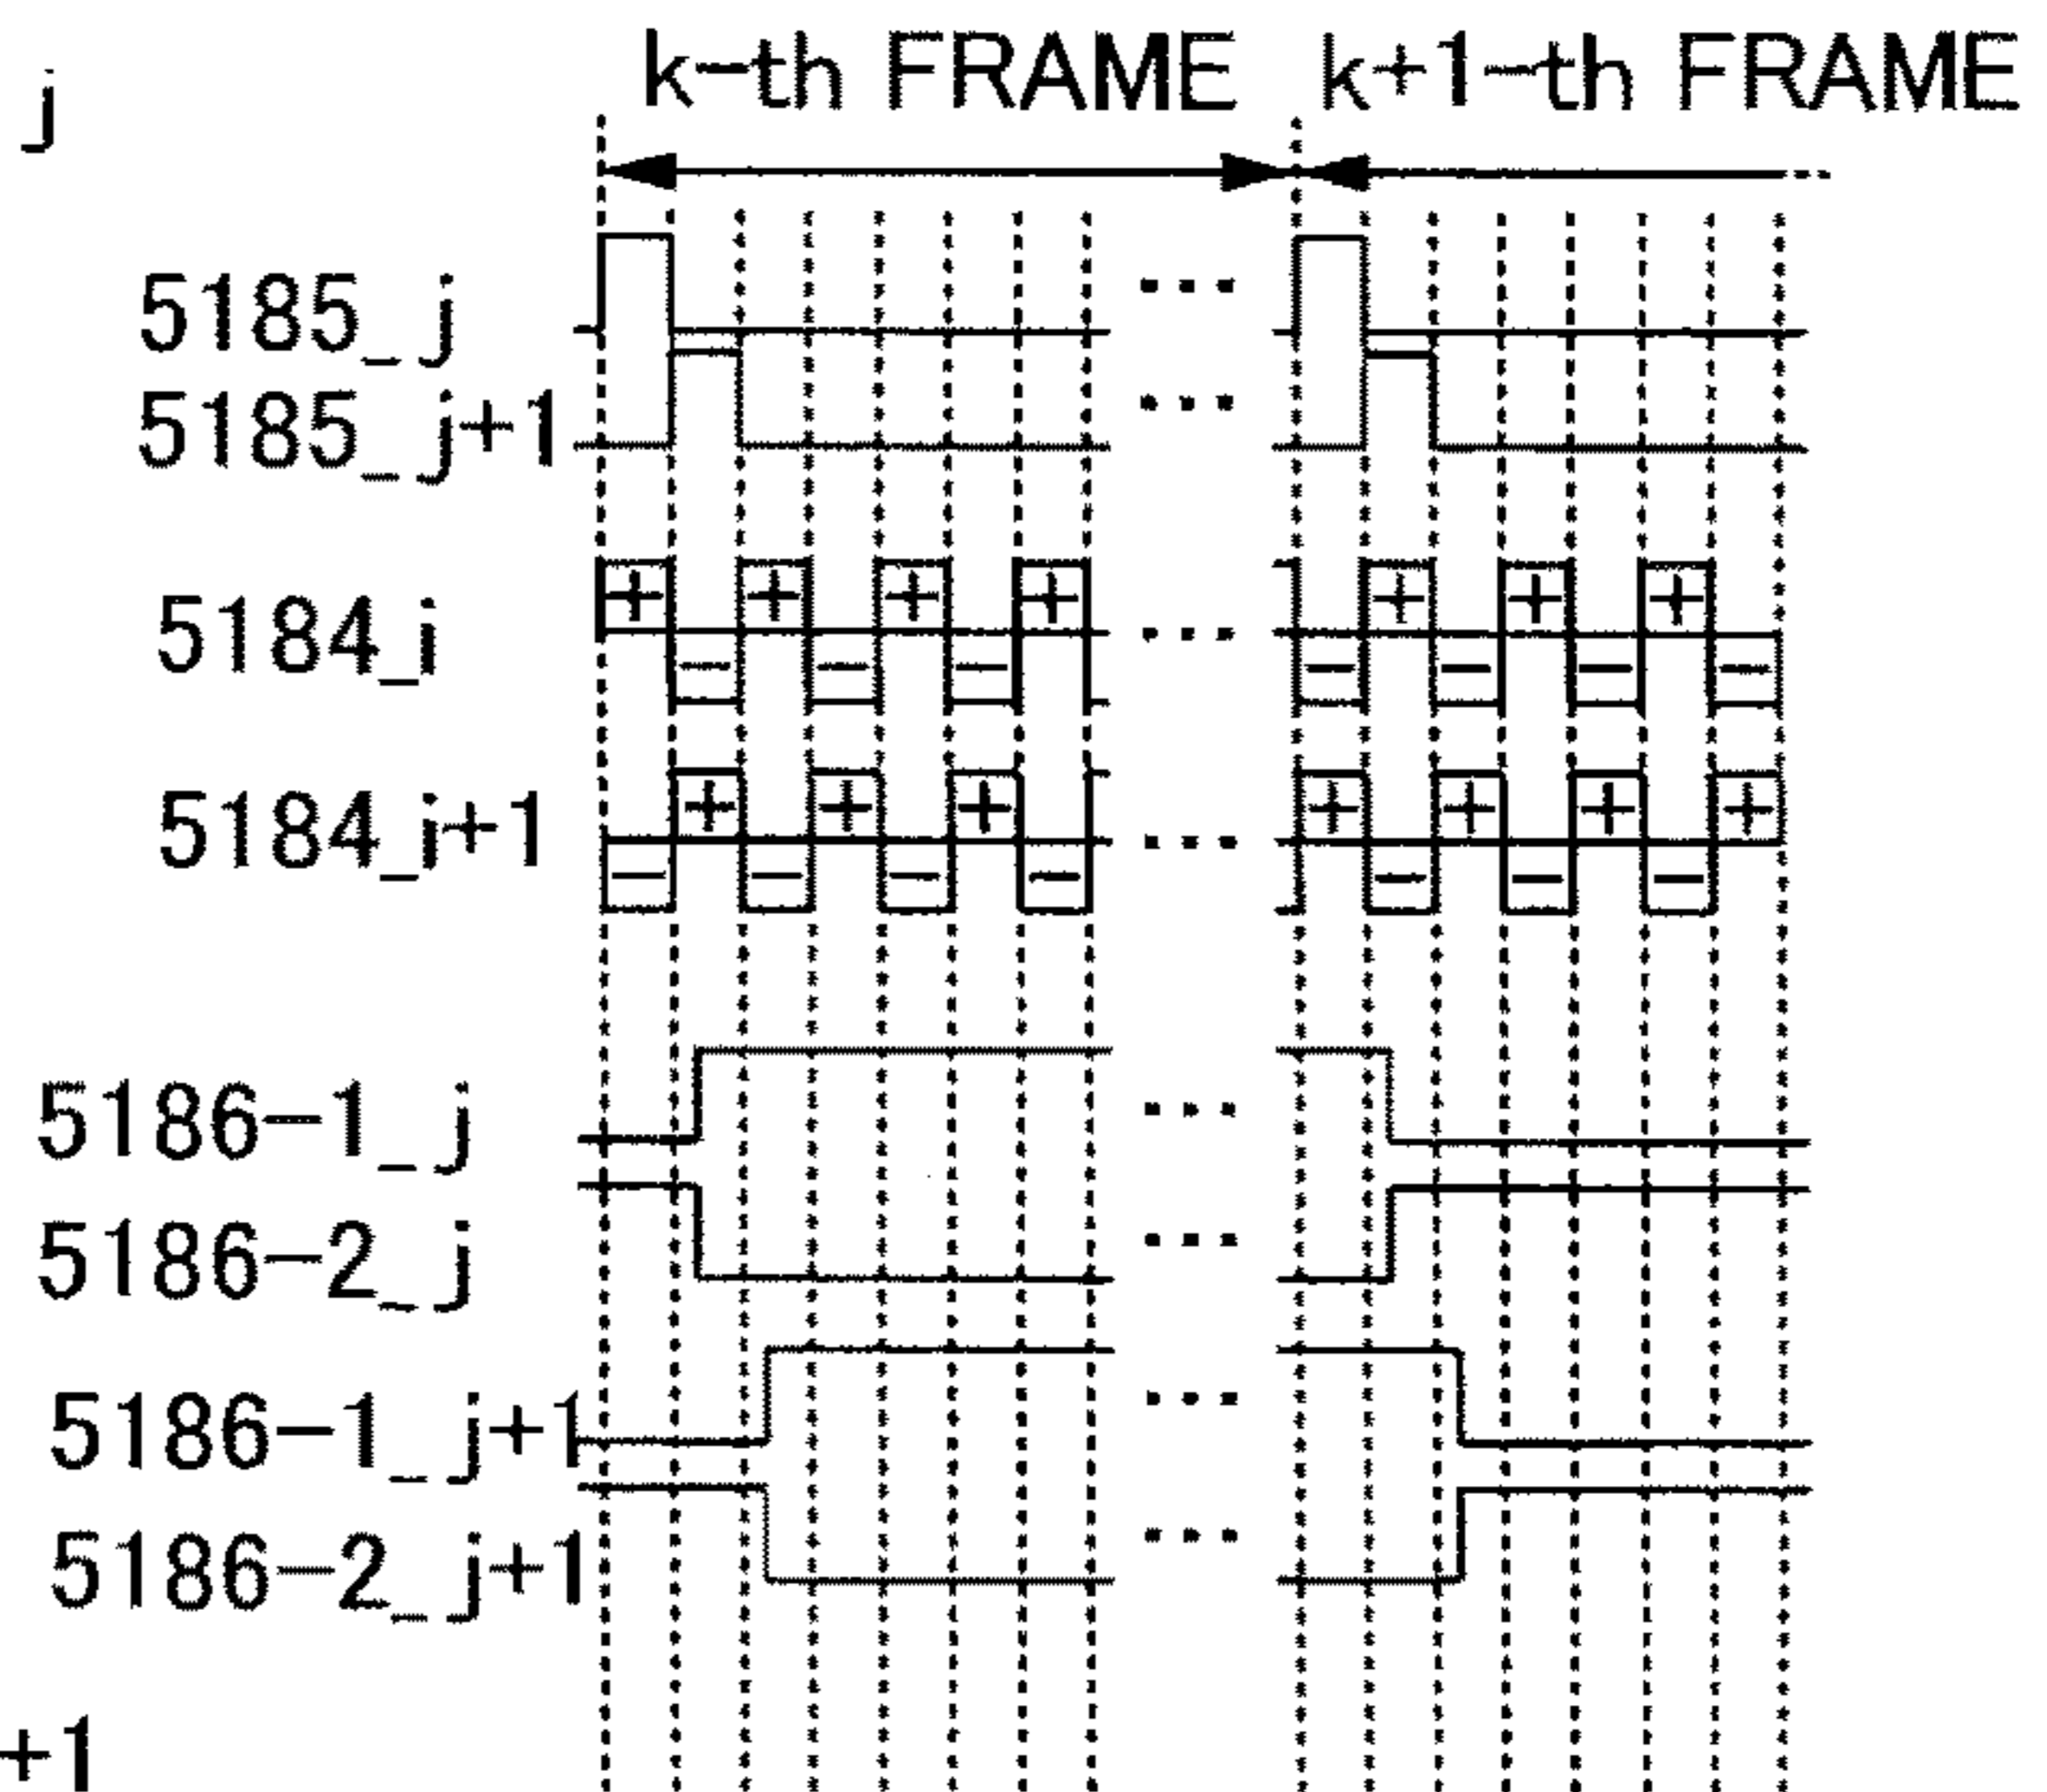 k-th FRAME k+1-th FRAME
j
5185_j
5185_j+1
5184_i
+ + + + + + +
- - - - - - -
5184_i+1
+ + + + + + +
- - - - - - -
5186-1_j
5186-2_j
5186-1_j+1
5186-2_j+1
+1